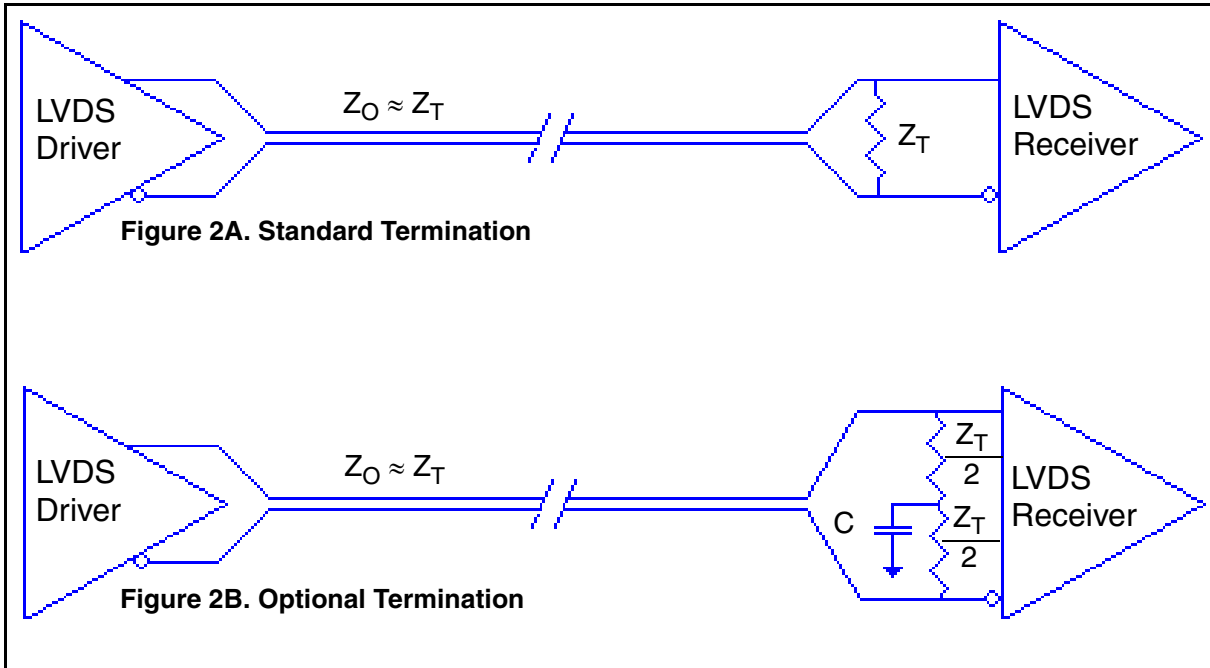 LVDS
Driver
Z_O ≈ Z_T
Z_T
LVDS
Receiver
Figure 2A. Standard Termination
LVDS
Driver
Z_O ≈ Z_T
C
Z_T
2
Z_T
2
LVDS
Receiver
Figure 2B. Optional Termination